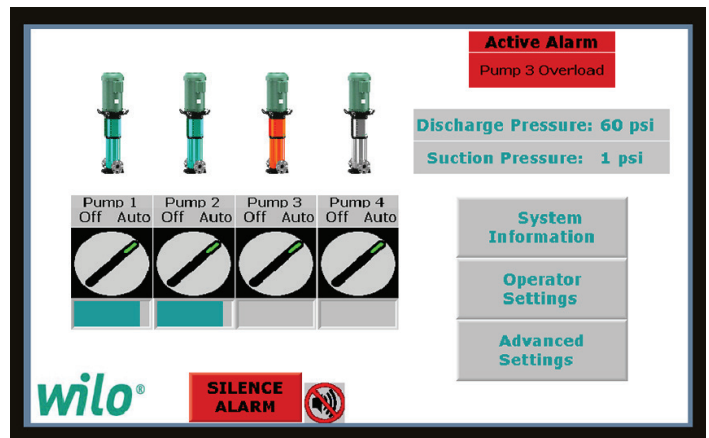 Active Alarm
Pump 3 Overload
Discharge Pressure: 60 psi
Suction Pressure: 1 psi
Pump 1 Pump 2 Pump 3 Pump 4
Off Auto Off Auto Off Auto Off Auto
System
Information
Operator
Settings
Advanced
Settings
wilo®
SILENCE
ALARM